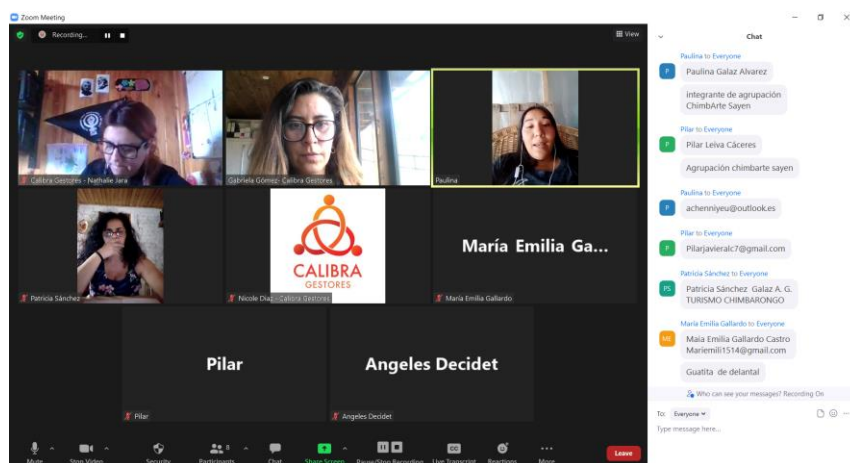 Zoom Meeting
Recording...
View
Calibra Gestores - Nathalie Jara
Gabriela Gómez- Calibra Gestores
Paulina
Patricia Sánchez
CALIBRA
GESTORES
Nicole Diaz - Calibra Gestores
María Emilia Ga...
María Emilia Gallardo
Pilar
Pilar
Angeles Decidet
Angeles Decidet
Mute
Stop Video
Security
Participants
8
Chat
Share Screen
Pause/Stop Recording
CC
Live Transcript
Reactions
More
Leave
Chat
Paulina to Everyone
P
Paulina Galaz Alvarez
integrante de agrupación
ChimbArte Sayen
Pilar to Everyone
P
Pilar Leiva Cáceres
Agrupación chimbarte sayen
Paulina to Everyone
P
achenniyeu@outlook.es
Pilar to Everyone
P
Pilarjavieralc7@gmail.com
Patricia Sánchez to Everyone
PS
Patricia Sánchez Galaz A. G.
TURISMO CHIMBARONGO
María Emilia Gallardo to Everyone
ME
Maia Emilia Gallardo Castro
Mariemili1514@gmail.com
Guatita de delantal
Who can see your messages? Recording On
To: Everyone
Type message here...